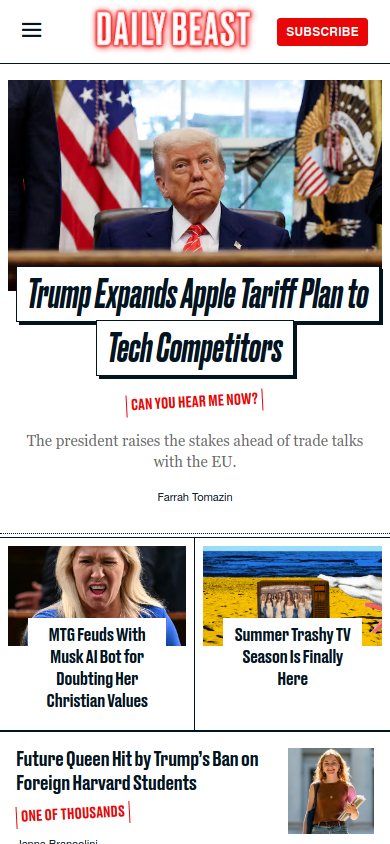 DAILY BEAST
SUBSCRIBE
Trump Expands Apple Tariff Plan to
Tech Competitors
CAN YOU HEAR ME NOW?
The president raises the stakes ahead of trade talks
with the EU.
Farrah Tomazin
MTG Feuds With
Musk AI Bot for
Doubting Her
Christian Values
Summer Trashy TV
Season Is Finally
Here
Future Queen Hit by Trump’s Ban on
Foreign Harvard Students
ONE OF THOUSANDS